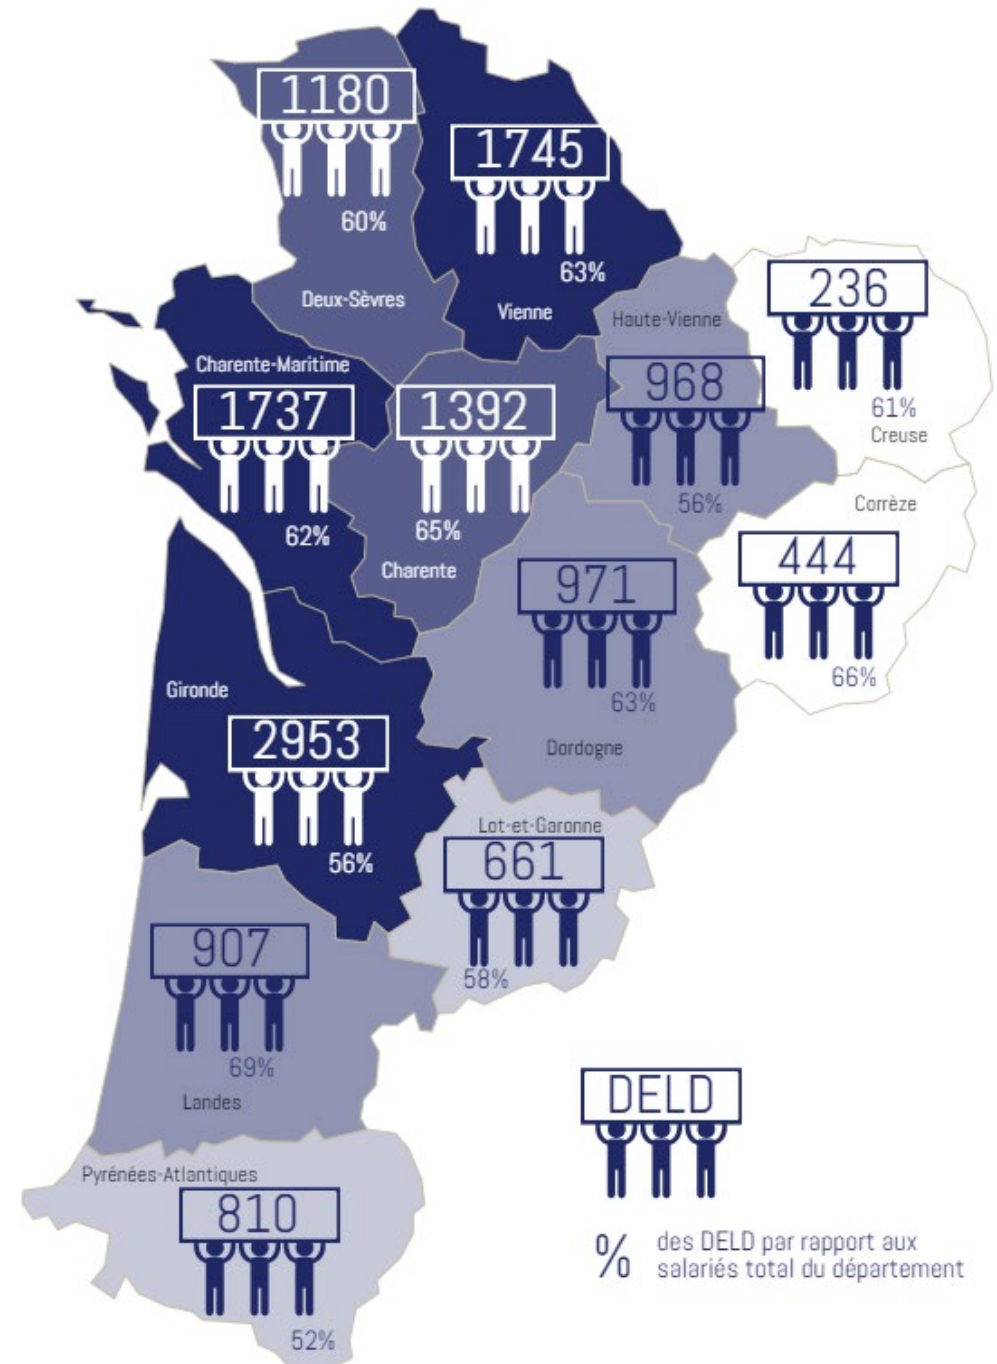 1180
60%
Deux-Sèvres
1745
63%
Vienne
Haute-Vienne
968
56%
236
61%
Creuse
Charente-Maritime
1737
62%
1392
65%
Charente
Corrèze
444
66%
971
63%
Dordogne
Gironde
2953
56%
Lot-et-Garonne
661
58%
907
69%
Landes
Pyrénées-Atlantiques
810
52%
DELD
% des DELD par rapport aux
salariés total du département